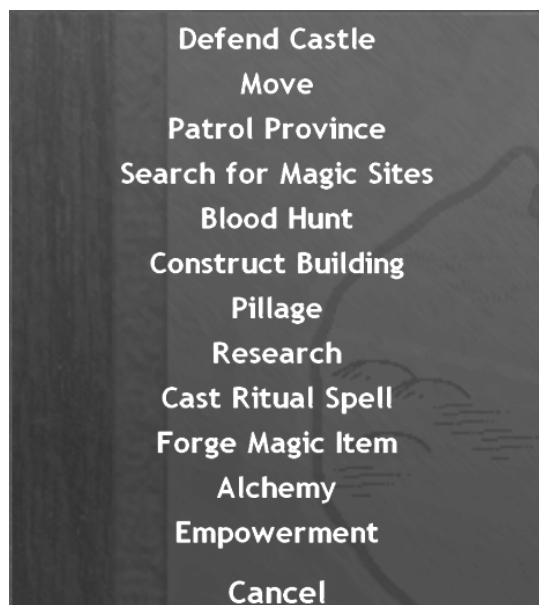 Defend Castle
Move
Patrol Province
Search for Magic Sites
Blood Hunt
Construct Building
Pillage
Research
Cast Ritual Spell
Forge Magic Item
Alchemy
Empowerment
Cancel